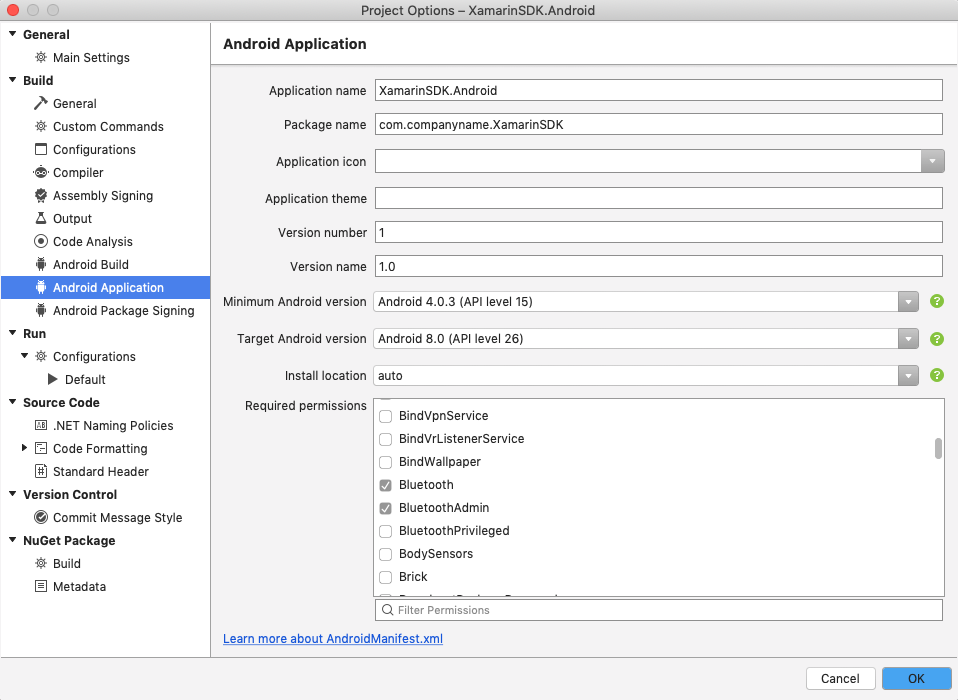 Project Options – XamarinSDK.Android
General
Main Settings
Build
General
Custom Commands
Configurations
Compiler
Assembly Signing
Output
Code Analysis
Android Build
Android Application
Android Package Signing
Run
Configurations
Default
Source Code
.NET Naming Policies
Code Formatting
Standard Header
Version Control
Commit Message Style
NuGet Package
Build
Metadata
Android Application
Application name XamarinSDK.Android
Package name com.companyname.XamarinSDK
Application icon
Application theme
Version number 1
Version name 1.0
Minimum Android version Android 4.0.3 (API level 15) ?
Target Android version Android 8.0 (API level 26) ?
Install location auto ?
Required permissions
BindVpnService
BindVrListenerService
BindWallpaper
Bluetooth
BluetoothAdmin
BluetoothPrivileged
BodySensors
Brick
Filter Permissions
Learn more about AndroidManifest.xml
Cancel
OK